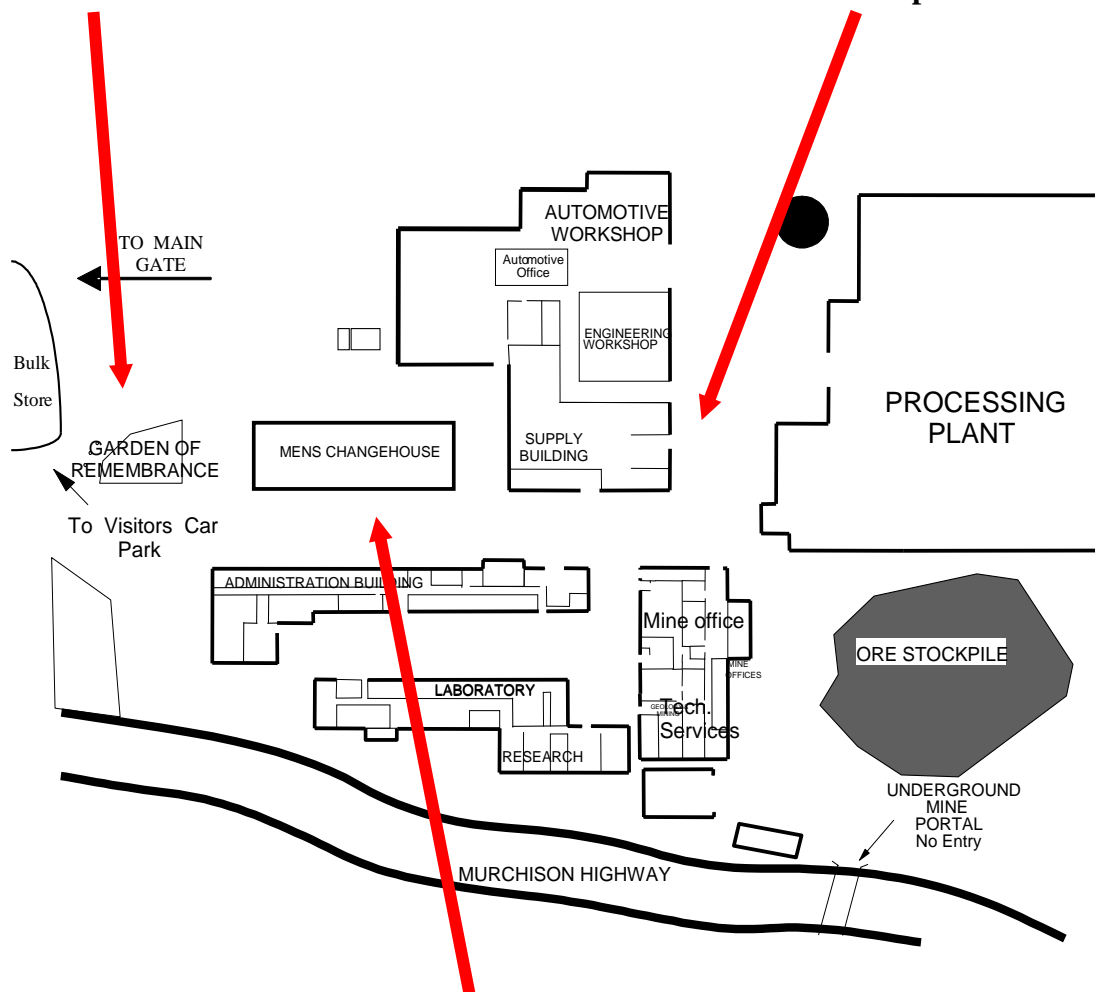 AUTOMOTIVE
WORKSHOP
TO MAIN
GATE
Automotive
Office
ENGINEERING
WORKSHOP
Bulk
Store
PROCESSING
PLANT
GARDEN OF
REMEMBRANCE
MENS CHANGEHOUSE
SUPPLY
BUILDING
To Visitors Car
Park
ADMINISTRATION BUILDING
Mine office
ORE STOCKPILE
MINE
OFFICES
LABORATORY
Tech.
Services
RESEARCH
UNDERGROUND
MINE
PORTAL
No Entry
MURCHISON HIGHWAY